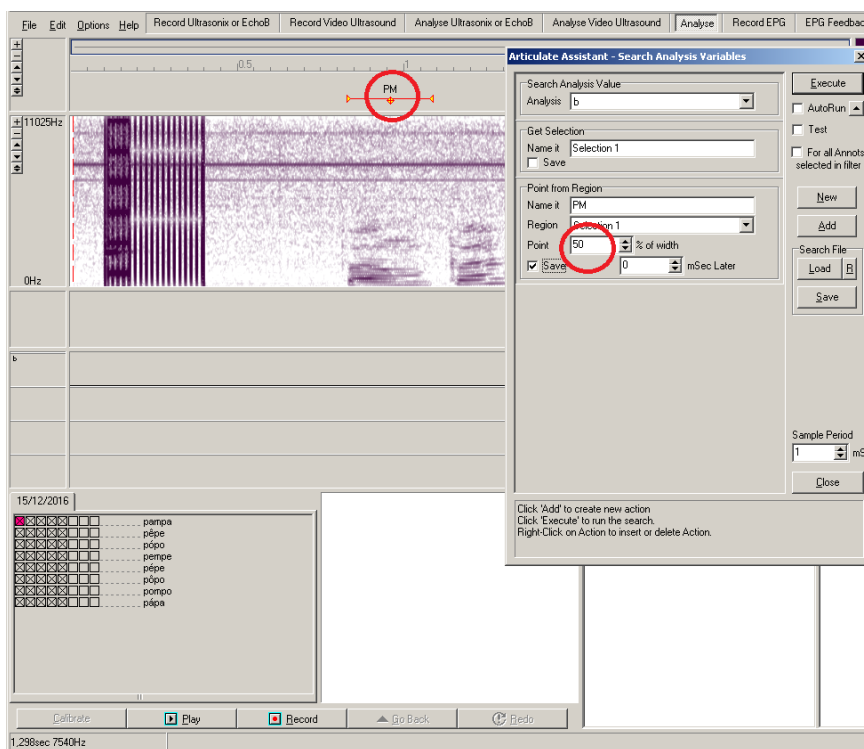 File Edit Options Help Record Ultrasonix or EchoB Record Video Ultrasound Analyse Ultrasonix or EchoB Analyse Video Ultrasound Analyse Record EPG EPG Feedbac
0.5 1
PM
11025Hz
0Hz
b
Articulate Assistant - Search Analysis Variables
Search Analysis Value
Analysis b
Get Selection
Name it Selection 1
Save
Point from Region
Name it PM
Region Selection 1
Point 50 % of width
Save 0 mSec Later
Execute
AutoRun
Test
For all Annots
selected in filter
New
Add
Search File
Load R
Save
Sample Period
1 mS
Close
Click 'Add' to create new action
Click 'Execute' to run the search.
Right-Click on Action to insert or delete Action.
15/12/2016
pampa
pêpe
pópo
pempe
pépe
pôpo
pompo
pápa
Calibrate Play Record Go Back Redo
1,298sec 7540Hz